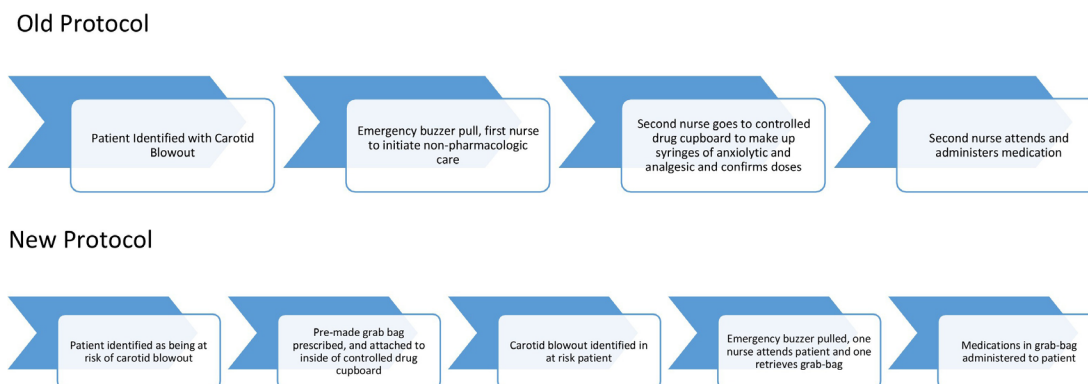 Old Protocol
Patient Identified with Carotid
Blowout
Emergency buzzer pull, first nurse
to initiate non-pharmacologic
care
Second nurse goes to controlled
drug cupboard to make up
syringes of anxiolytic and
analgesic and confirms doses
Second nurse attends and
administers medication
New Protocol
Patient identified as being at
risk of carotid blowout
Pre-made grab bag
prescribed, and attached to
inside of controlled drug
cupboard
Carotid blowout identified in
at risk patient
Emergency buzzer pulled, one
nurse attends patient and one
retrieves grab-bag
Medications in grab-bag
administered to patient